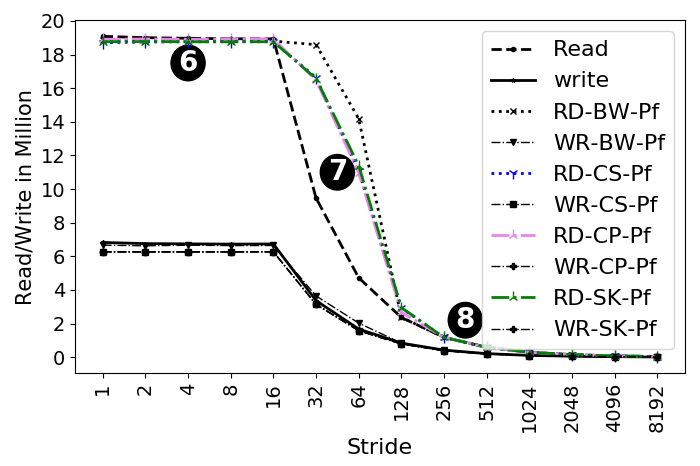 20
18
16
14
12
10
8
6
4
2
0
Read/Write in Million
6
7
8
Read
write
RD-BW-Pf
WR-BW-Pf
RD-CS-Pf
WR-CS-Pf
RD-CP-Pf
WR-CP-Pf
RD-SK-Pf
WR-SK-Pf
1
2
4
8
16
32
64
128
256
512
1024
2048
4096
8192
Stride